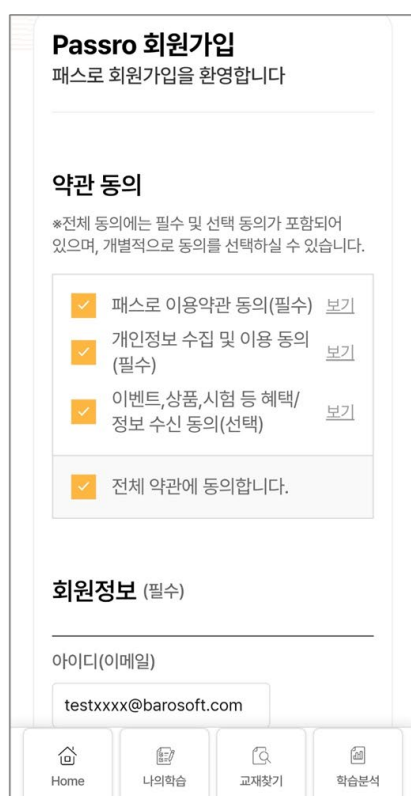 Passro 회원가입
패스로 회원가입을 환영합니다
약관 동의
※전체 동의에는 필수 및 선택 동의가 포함되어
있으며, 개별적으로 동의를 선택하실 수 있습니다.
패스로 이용약관 동의(필수) 보기
개인정보 수집 및 이용 동의
(필수) 보기
이벤트,상품,시험 등 혜택/
정보 수신 동의(선택) 보기
전체 약관에 동의합니다.
회원정보 (필수)
아이디(이메일)
testxxxx@barosoft.com
Home 나의학습 교재찾기 학습분석